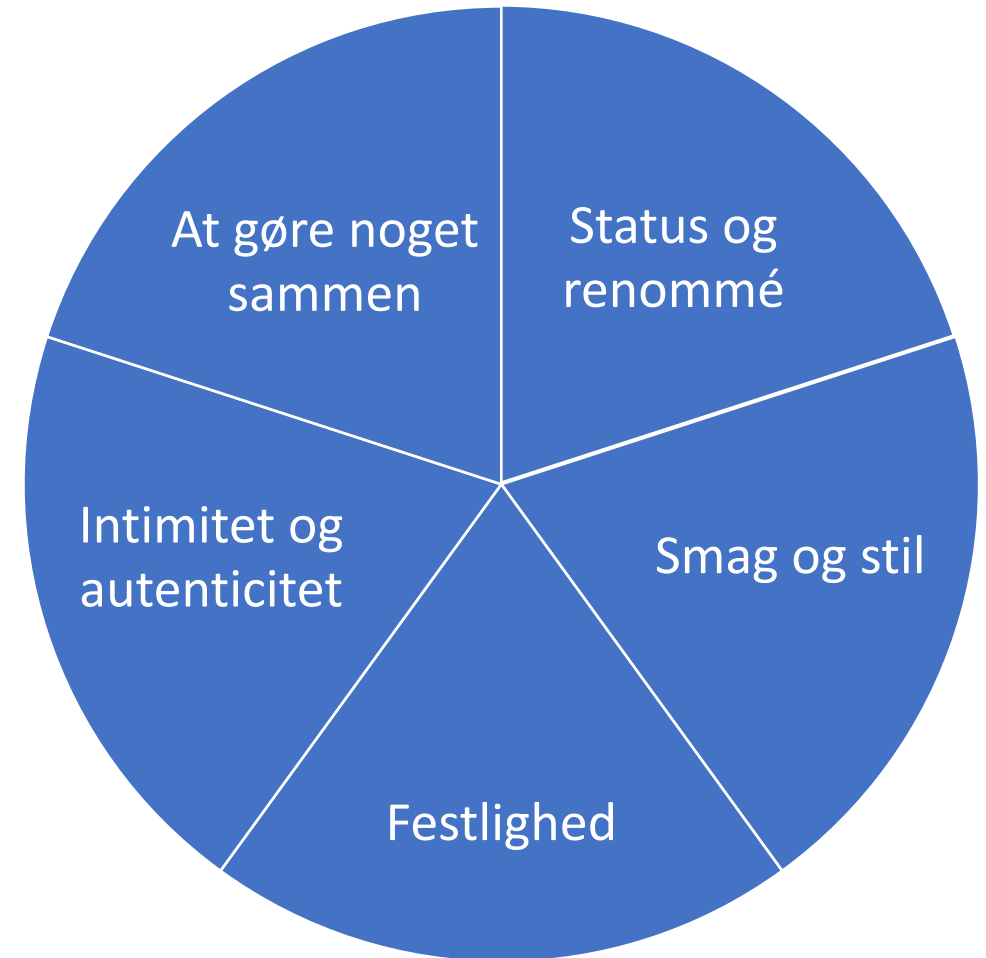 At gøre noget
sammen
Status og
renommé
Intimitet og
autenticitet
Smag og stil
Festlighed